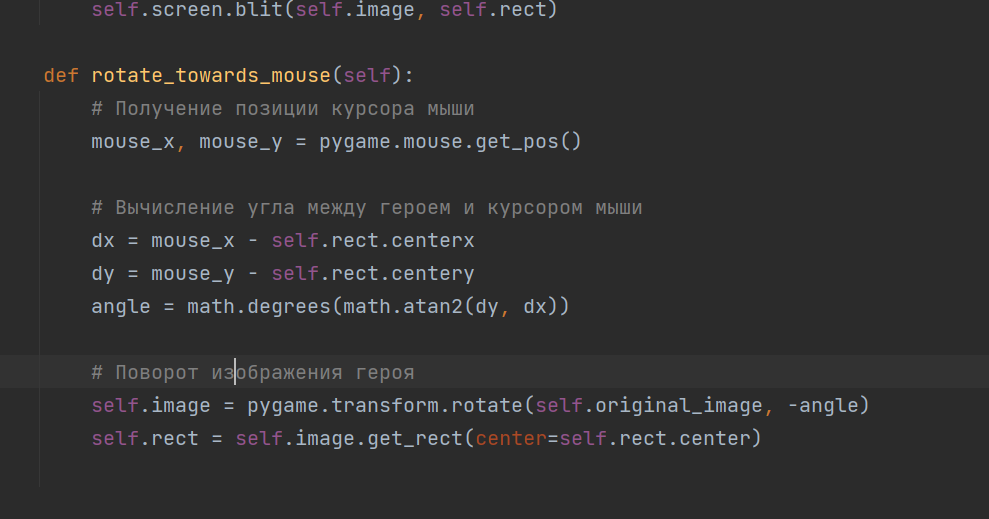 self.screen.blit(self.image, self.rect)
def rotate_towards_mouse(self):
# Получение позиции курсора мыши
mouse_x, mouse_y = pygame.mouse.get_pos()
# Вычисление угла между героем и курсором мыши
dx = mouse_x - self.rect.centerx
dy = mouse_y - self.rect.centery
angle = math.degrees(math.atan2(dy, dx))
# Поворот изображения героя
self.image = pygame.transform.rotate(self.original_image, -angle)
self.rect = self.image.get_rect(center=self.rect.center)